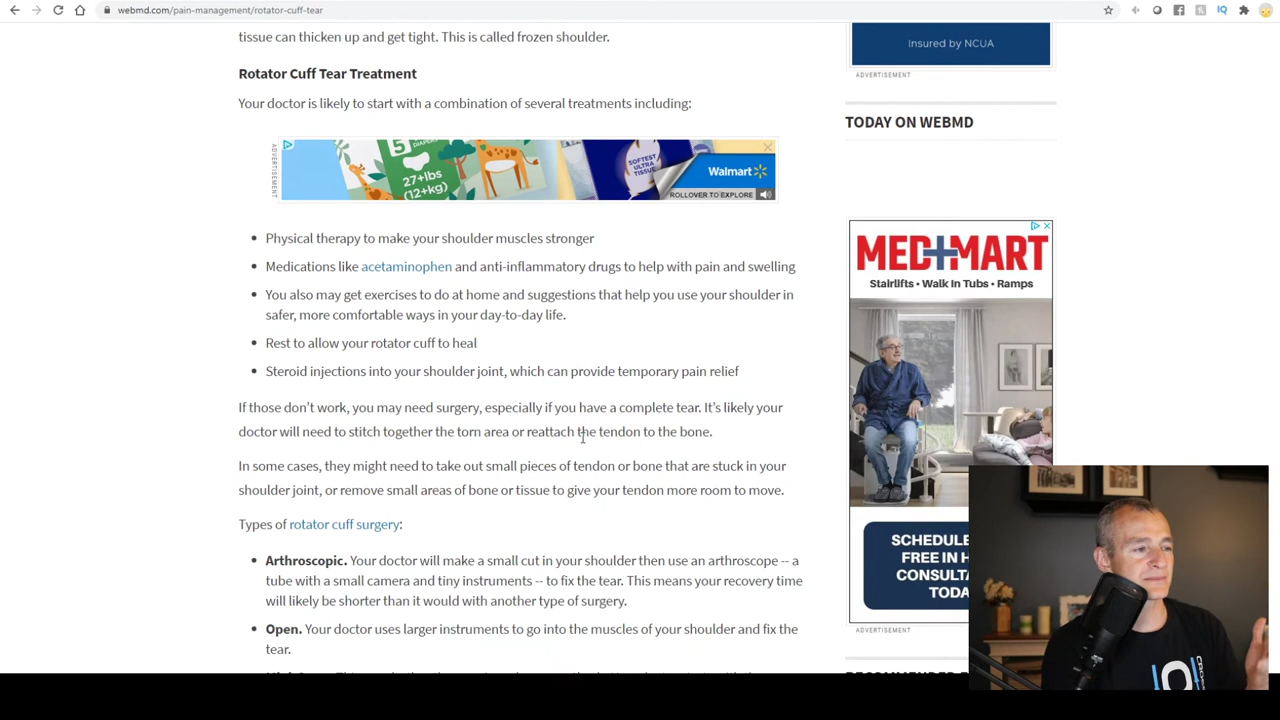 webmd.com/pain-management/rotator-cuff-tear
tissue can thicken up and get tight. This is called frozen shoulder.
Rotator Cuff Tear Treatment
Your doctor is likely to start with a combination of several treatments including:
ADVERTISEMENT
5
DIAPERS
27+lbs
(12+kg)
SOFTEST
ULTRA
TISSUE
Walmart
ROLLOVER TO EXPLORE
• Physical therapy to make your shoulder muscles stronger
• Medications like acetaminophen and anti-inflammatory drugs to help with pain and swelling
• You also may get exercises to do at home and suggestions that help you use your shoulder in
safer, more comfortable ways in your day-to-day life.
• Rest to allow your rotator cuff to heal
• Steroid injections into your shoulder joint, which can provide temporary pain relief
If those don’t work, you may need surgery, especially if you have a complete tear. It’s likely your
doctor will need to stitch together the torn area or reattach the tendon to the bone.
In some cases, they might need to take out small pieces of tendon or bone that are stuck in your
shoulder joint, or remove small areas of bone or tissue to give your tendon more room to move.
Types of rotator cuff surgery:
• Arthroscopic. Your doctor will make a small cut in your shoulder then use an arthroscope -- a
tube with a small camera and tiny instruments -- to fix the tear. This means your recovery time
will likely be shorter than it would with another type of surgery.
• Open. Your doctor uses larger instruments to go into the muscles of your shoulder and fix the
tear.
Insured by NCUA
ADVERTISEMENT
TODAY ON WEBMD
MED+MART
Stairlifts • Walk In Tubs • Ramps
SCHEDULE
FREE IN H
CONSULTA
TODA
ADVERTISEMENT